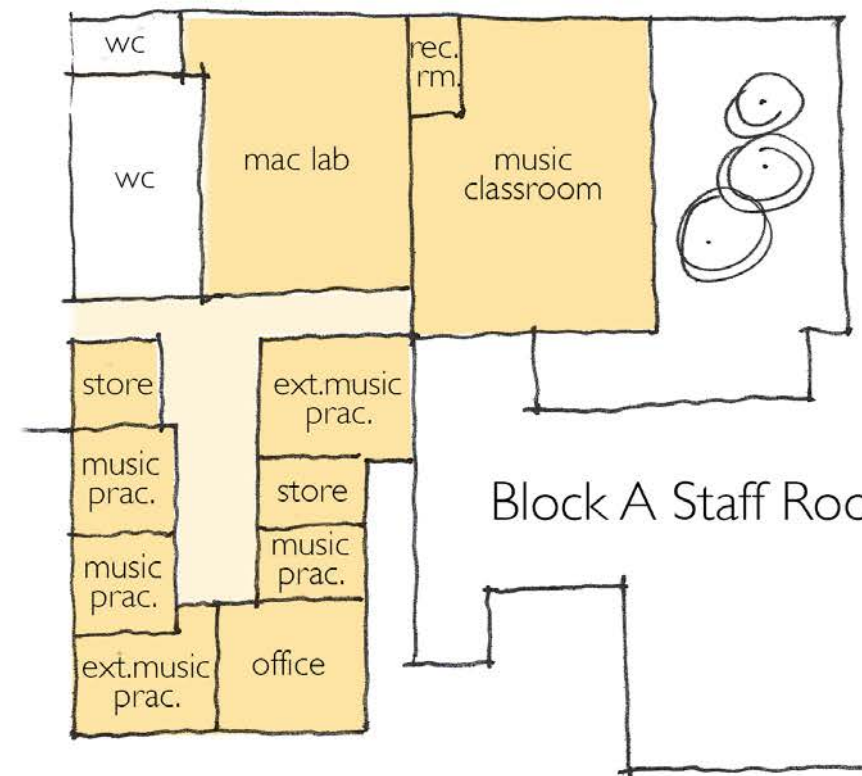 wc
rec.
rm.
mac lab
music
classroom
wc
store
ext.music
prac.
music
prac.
store
Block A Staff Roo
music
prac.
music
prac.
ext.music
prac.
office